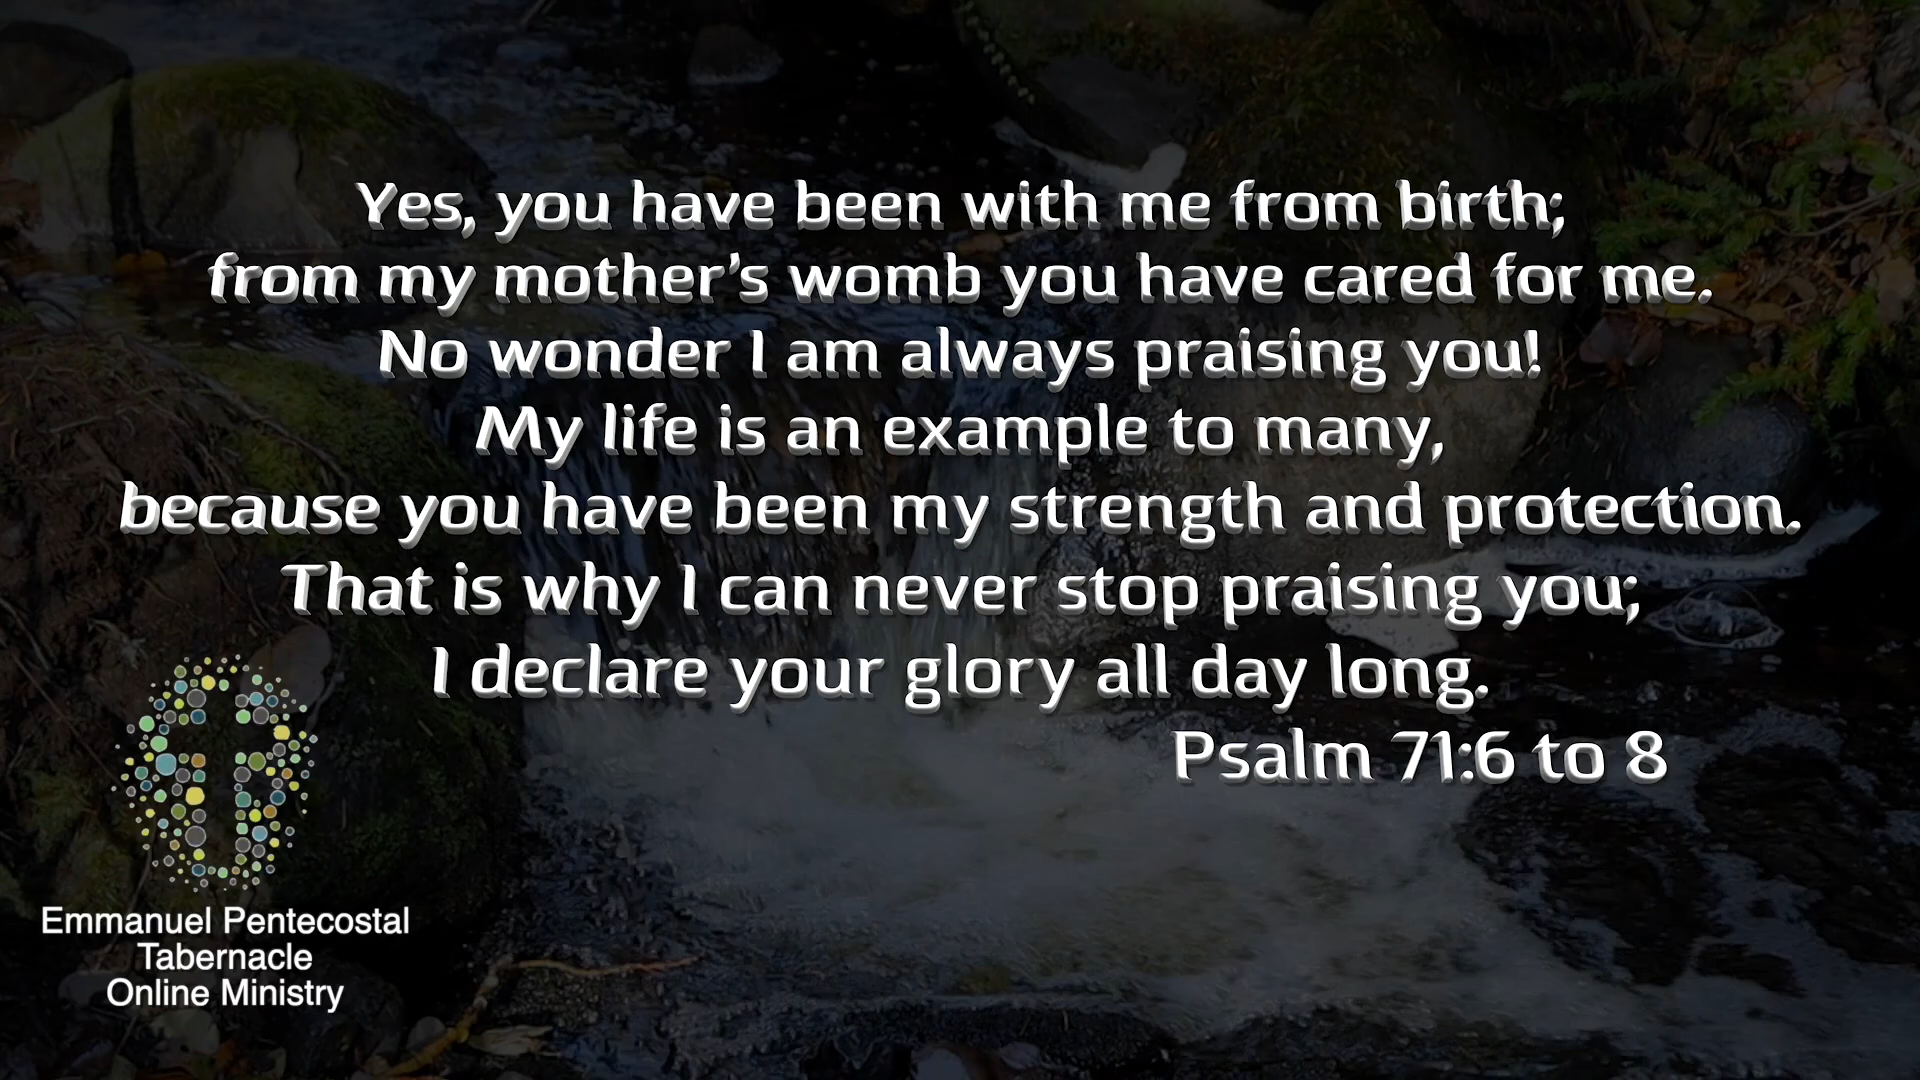 Yes, you have been with me from birth;
from my mother’s womb you have cared for me.
No wonder I am always praising you!
My life is an example to many,
because you have been my strength and protection.
That is why I can never stop praising you;
I declare your glory all day long.
Psalm 71:6 to 8
Emmanuel Pentecostal
Tabernacle
Online Ministry